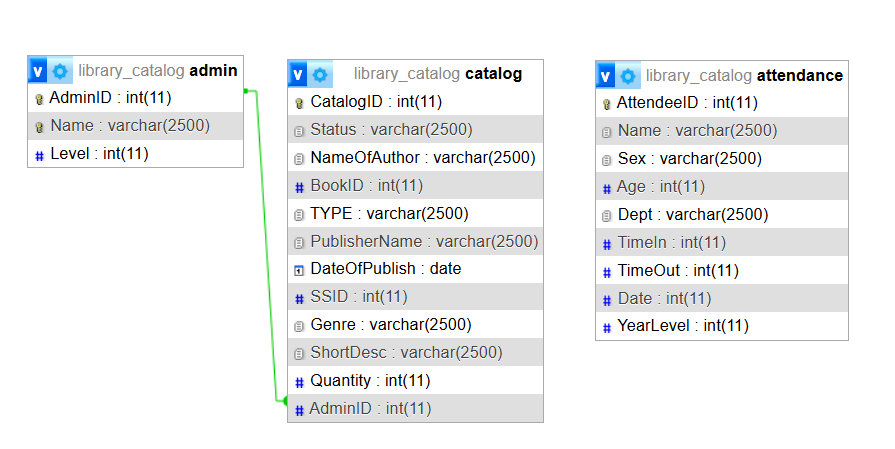 v library_catalog admin
AdminID : int(11)
Name : varchar(2500)
Level : int(11)
v library_catalog catalog
CatalogID : int(11)
Status : varchar(2500)
NameOfAuthor : varchar(2500)
BookID : int(11)
TYPE : varchar(2500)
PublisherName : varchar(2500)
DateOfPublish : date
SSID : int(11)
Genre : varchar(2500)
ShortDesc : varchar(2500)
Quantity : int(11)
AdminID : int(11)
v library_catalog attendance
AttendeeID : int(11)
Name : varchar(2500)
Sex : varchar(2500)
Age : int(11)
Dept : varchar(2500)
TimeIn : int(11)
TimeOut : int(11)
Date : int(11)
YearLevel : int(11)